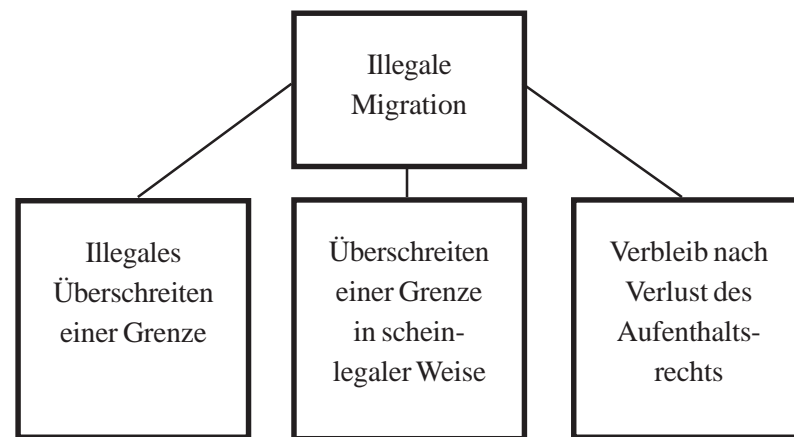 Illegale
Migration
Illegales
Überschreiten
einer Grenze
Überschreiten
einer Grenze
in schein-
legaler Weise
Verbleib nach
Verlust des
Aufenthalts-
rechts